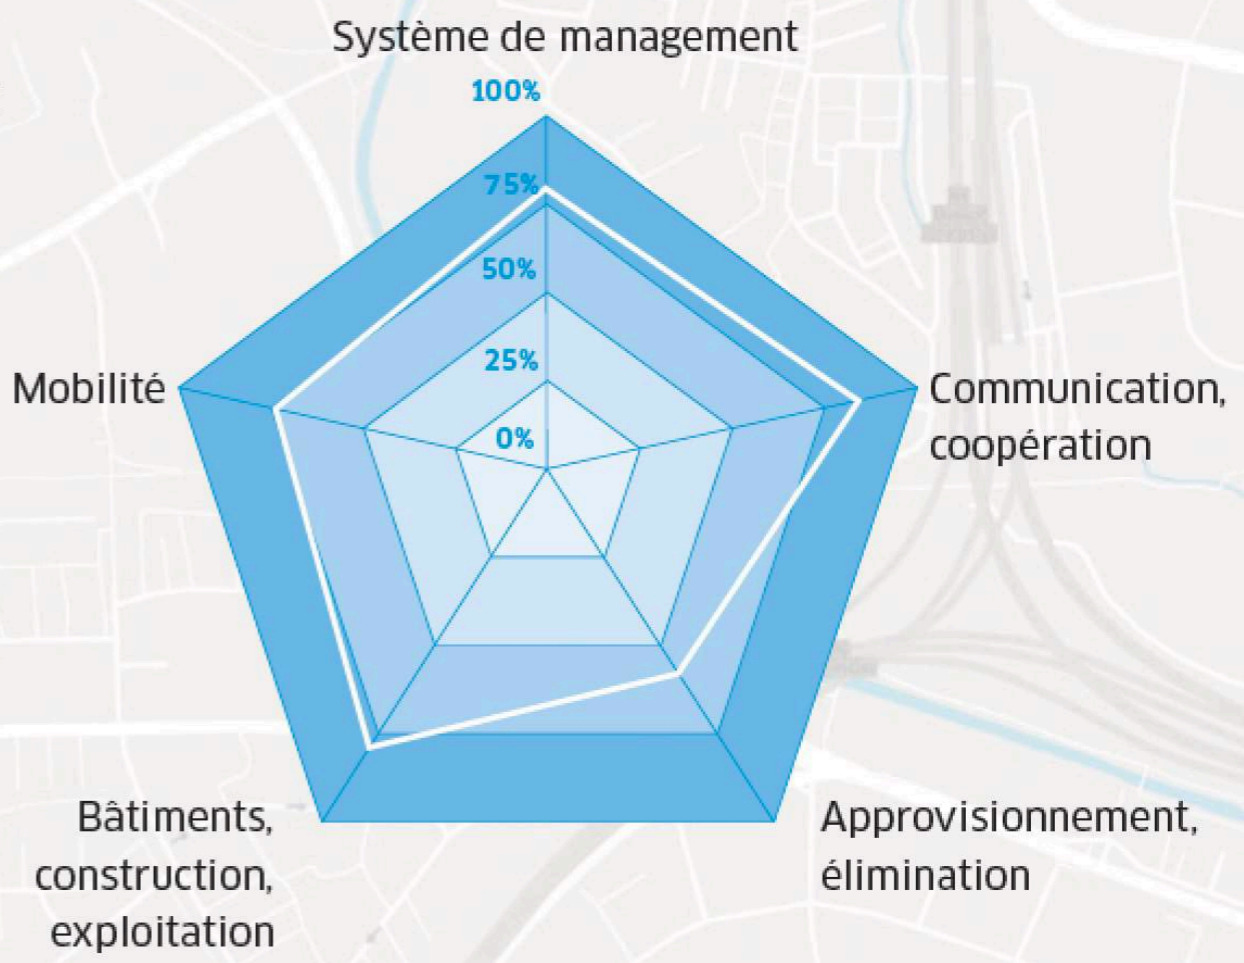 Système de management
100%
75%
50%
25%
0%
Mobilité
Communication,
coopération
Bâtiments,
construction,
exploitation
Approvisionnement,
élimination